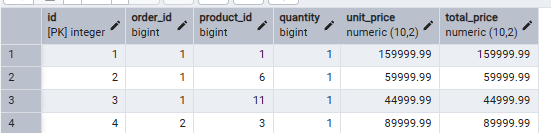 id order_id product_id quantity unit_price total_price
[PK] integer bigint bigint bigint numeric (10,2) numeric (10,2)
1 1 1 1 1 159999.99 159999.99
2 2 1 6 1 59999.99 59999.99
3 3 1 11 1 44999.99 44999.99
4 4 2 3 1 89999.99 89999.99